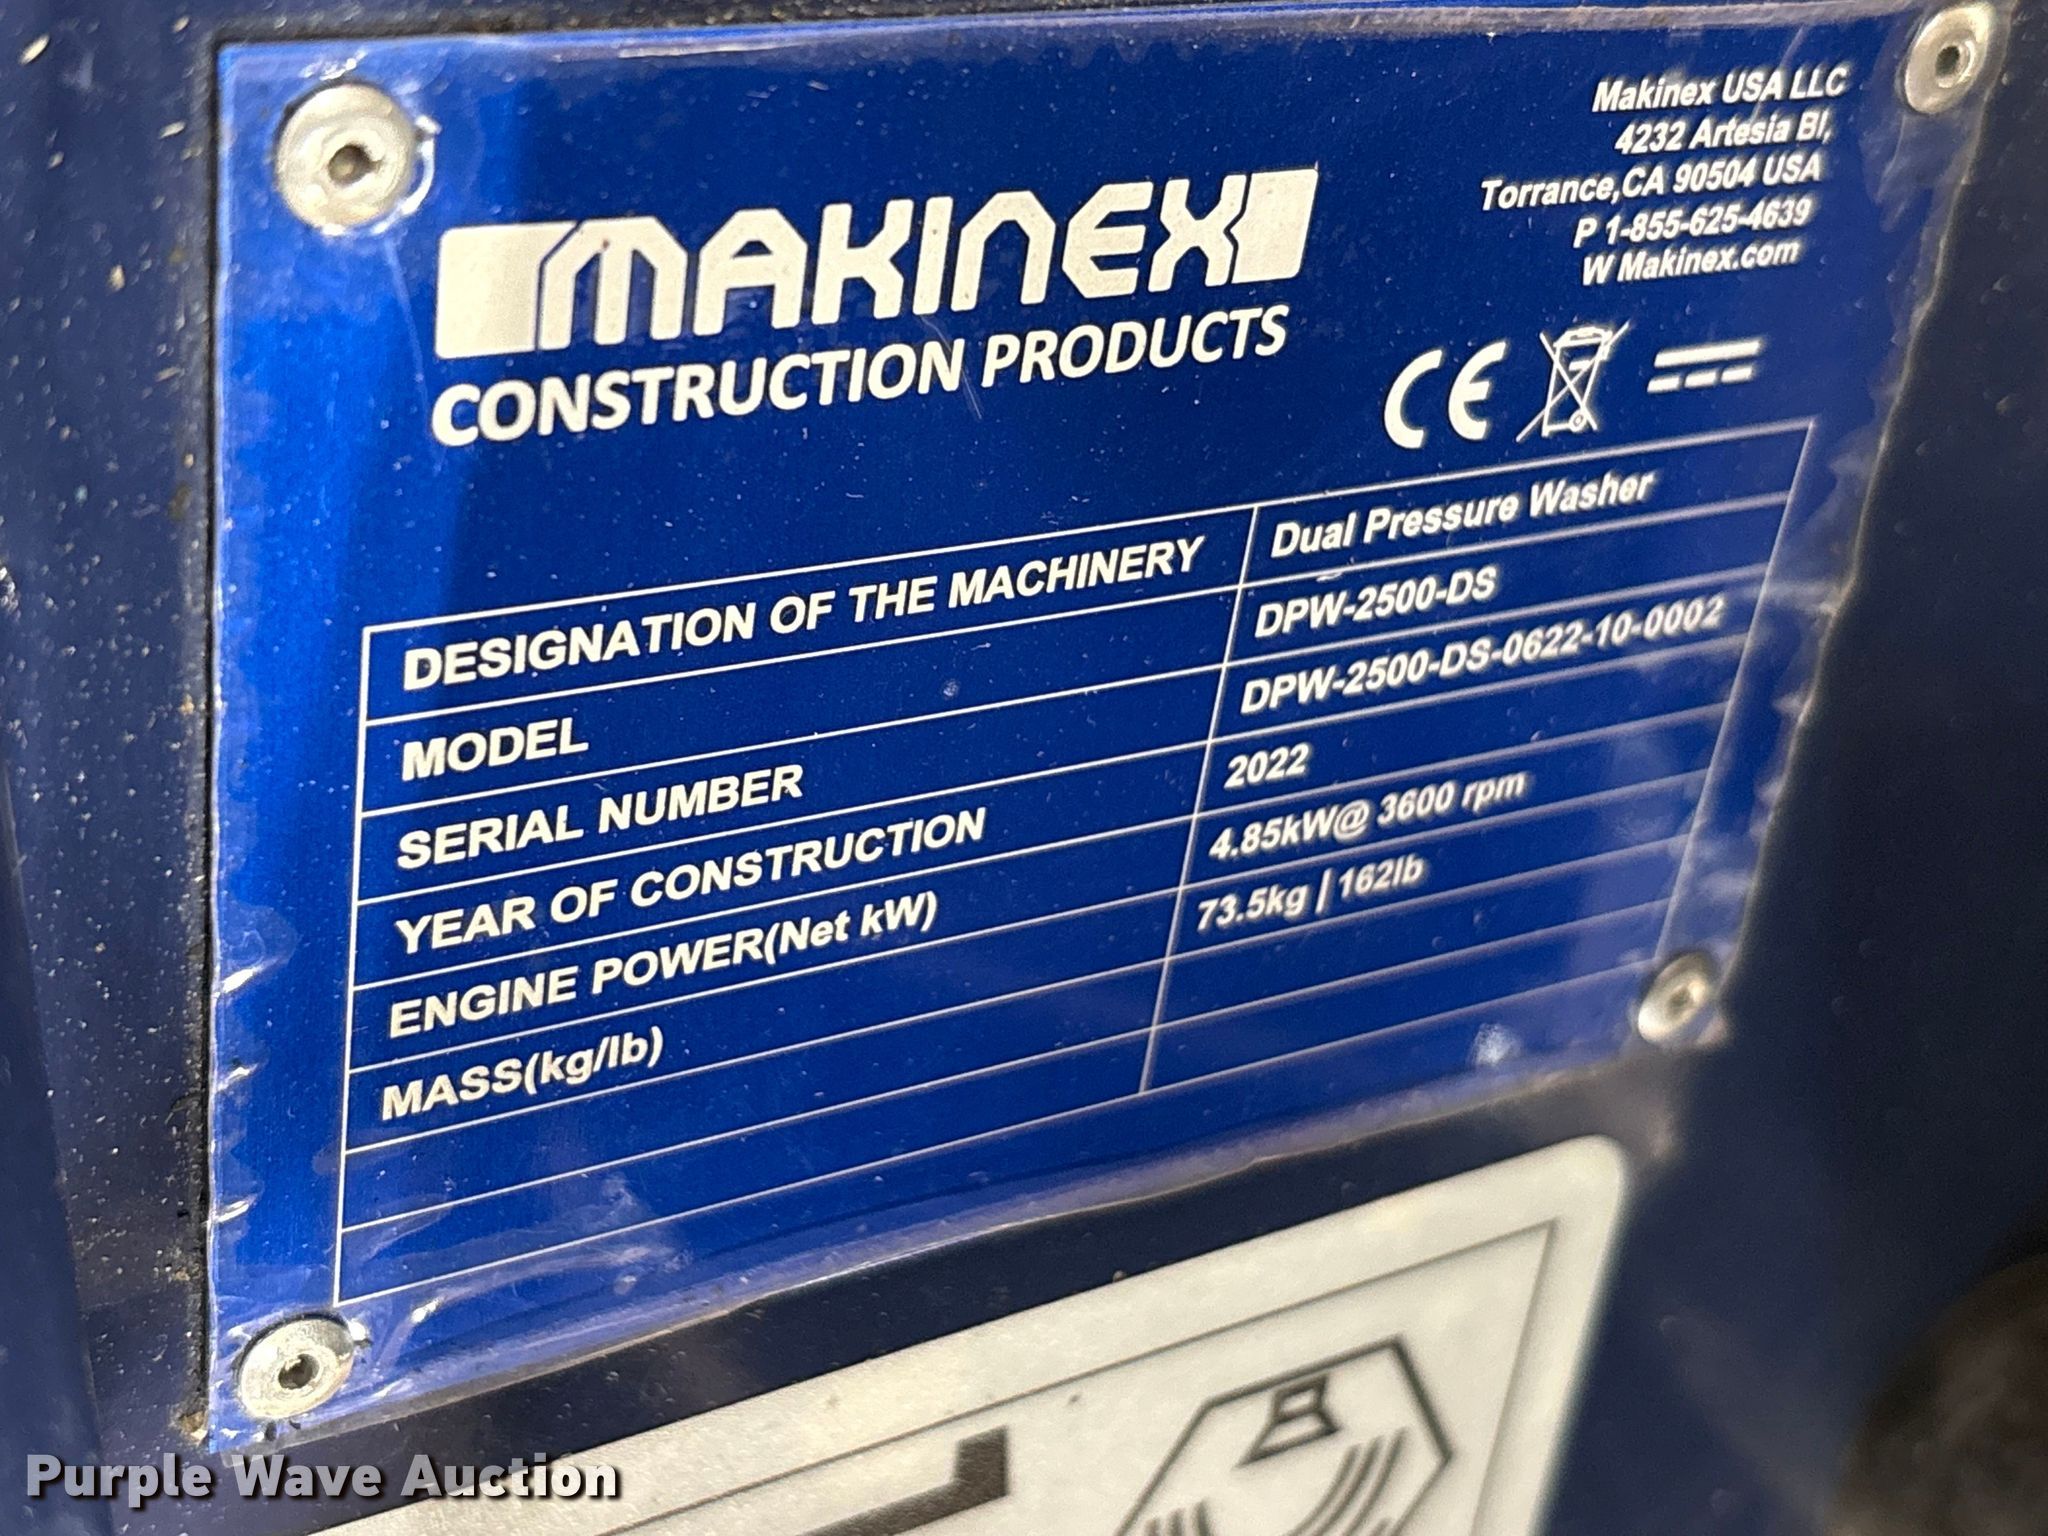 Makinex USA LLC
4232 Artesia Bl,
Torrance,CA 90504 USA
P 1-855-625-4639
W Makinex.com
MAKINEX
CONSTRUCTION PRODUCTS
CE
DESIGNATION OF THE MACHINERY Dual Pressure Washer
MODEL DPW-2500-DS
SERIAL NUMBER DPW-2500-DS-0622-10-0002
YEAR OF CONSTRUCTION 2022
ENGINE POWER(Net kW) 4.85kW@ 3600 rpm
MASS(kg/lb) 73.5kg | 162lb
Purple Wave Auction